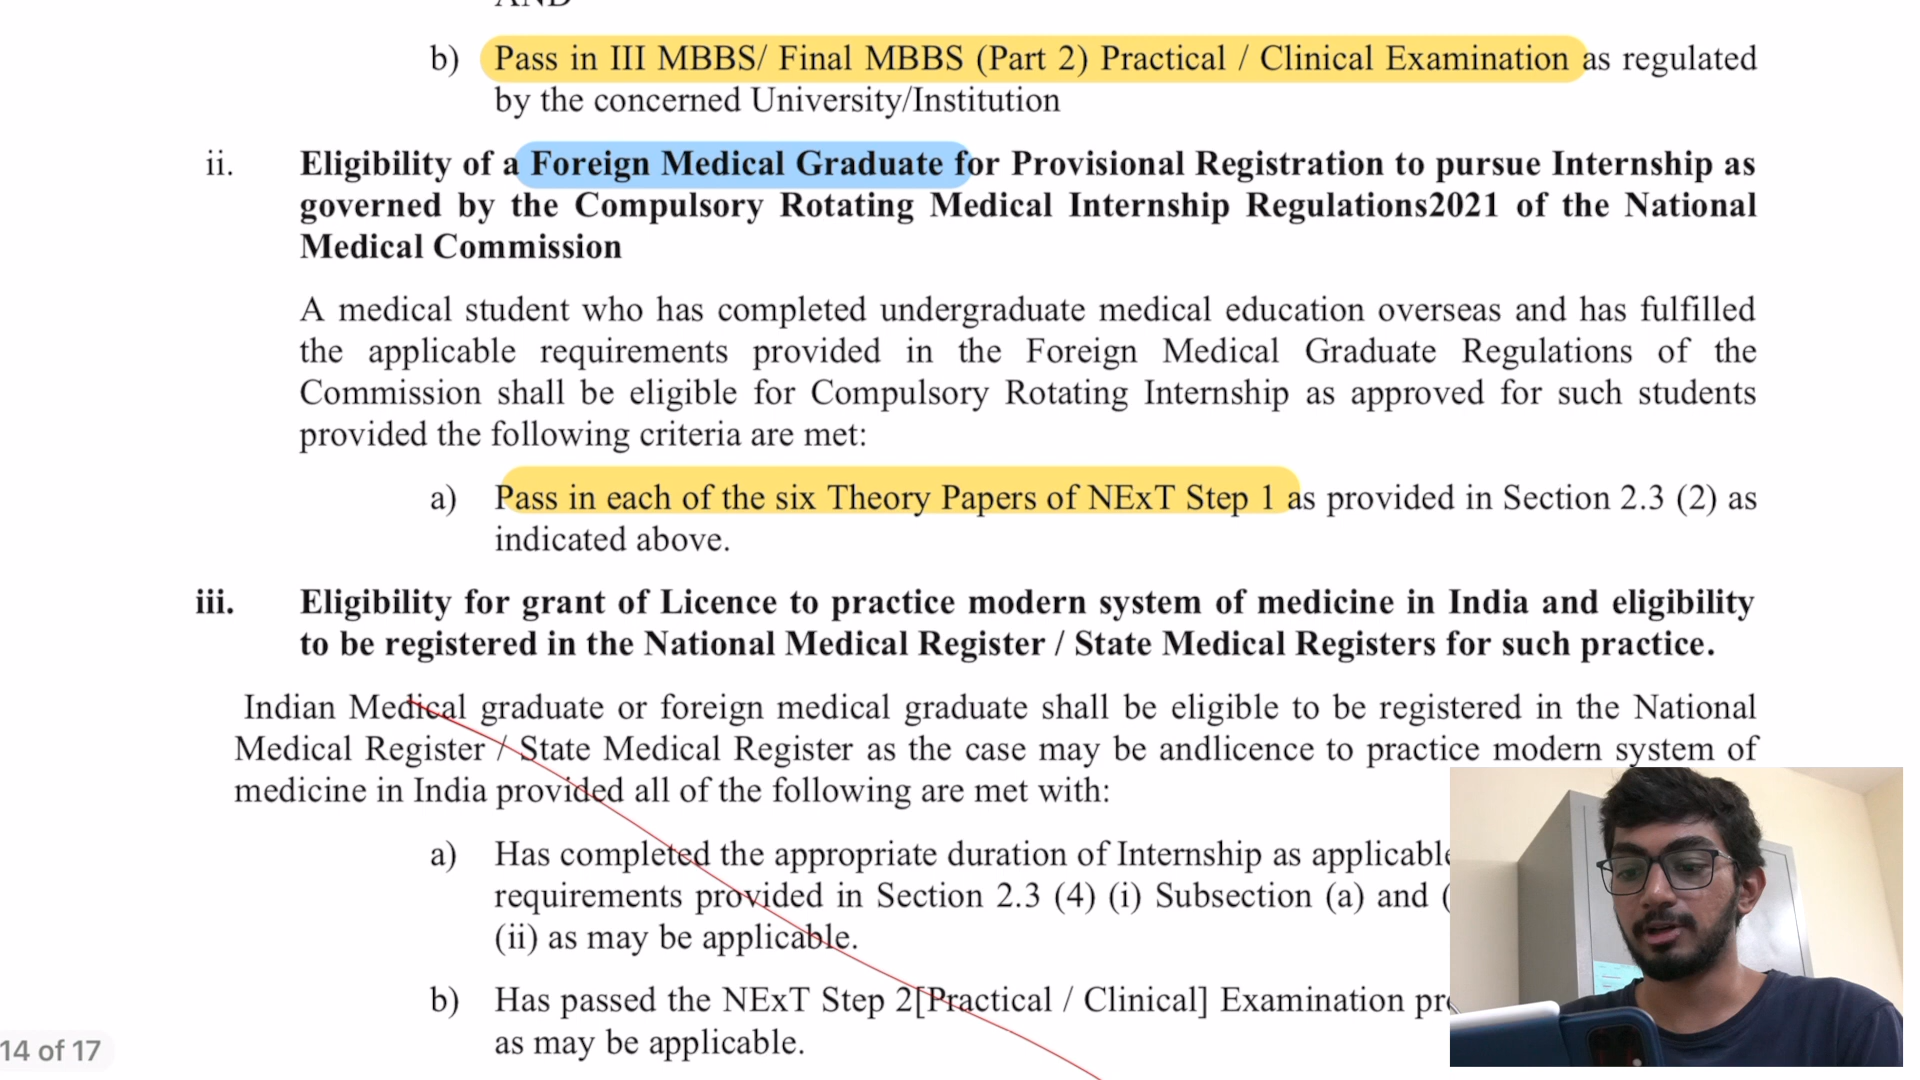 AND
b) Pass in III MBBS/ Final MBBS (Part 2) Practical / Clinical Examination as regulated
by the concerned University/Institution
ii. Eligibility of a Foreign Medical Graduate for Provisional Registration to pursue Internship as
governed by the Compulsory Rotating Medical Internship Regulations2021 of the National
Medical Commission
A medical student who has completed undergraduate medical education overseas and has fulfilled
the applicable requirements provided in the Foreign Medical Graduate Regulations of the
Commission shall be eligible for Compulsory Rotating Internship as approved for such students
provided the following criteria are met:
a) Pass in each of the six Theory Papers of NExT Step 1 as provided in Section 2.3 (2) as
indicated above.
iii. Eligibility for grant of Licence to practice modern system of medicine in India and eligibility
to be registered in the National Medical Register / State Medical Registers for such practice.
Indian Medical graduate or foreign medical graduate shall be eligible to be registered in the National
Medical Register / State Medical Register as the case may be andlicence to practice modern system of
medicine in India provided all of the following are met with:
a) Has completed the appropriate duration of Internship as applicable
requirements provided in Section 2.3 (4) (i) Subsection (a) and (
(ii) as may be applicable.
b) Has passed the NExT Step 2[Practical / Clinical] Examination
as may be applicable.
14 of 17